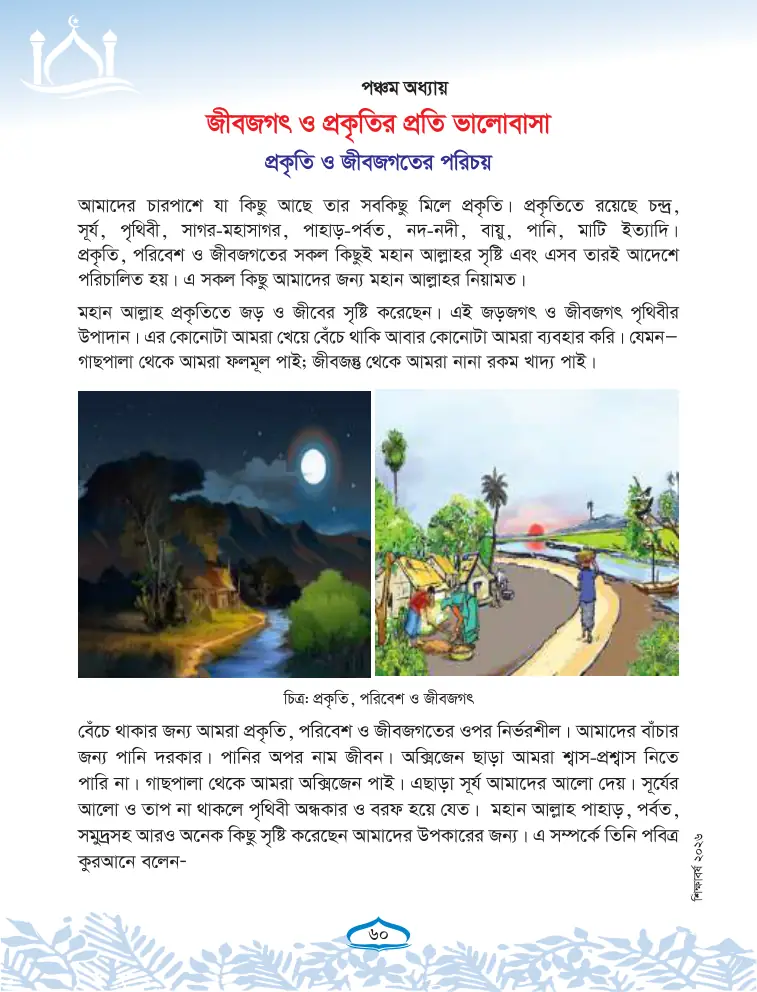 পঞ্চম অধ্যায়
জীবজগৎ ও প্রকৃতির প্রতি ভালোবাসা
প্রকৃতি ও জীবজগতের পরিচয়
আমাদের চারপাশে যা কিছু আছে তার সবকিছু মিলে প্রকৃতি। প্রকৃতিতে রয়েছে চন্দ্র,
সূর্য, পৃথিবী, সাগর-মহাসাগর, পাহাড়-পর্বত, নদ-নদী, বায়ু, পানি, মাটি ইত্যাদি।
প্রকৃতি, পরিবেশ ও জীবজগতের সকল কিছুই মহান আল্লাহর সৃষ্টি এবং এসব তারই আদেশে
পরিচালিত হয়। এ সকল কিছু আমাদের জন্য মহান আল্লাহর নিয়ামত।
মহান আল্লাহ প্রকৃতিতে জড় ও জীবের সৃষ্টি করেছেন। এই জড়জগৎ ও জীবজগৎ পৃথিবীর
উপাদান। এর কোনোটা আমরা খেয়ে বেঁচে থাকি আবার কোনোটা আমরা ব্যবহার করি। যেমন–
গাছপালা থেকে আমরা ফলমূল পাই; জীবজন্তু থেকে আমরা নানা রকম খাদ্য পাই।
চিত্র: প্রকৃতি, পরিবেশ ও জীবজগৎ
বেঁচে থাকার জন্য আমরা প্রকৃতি, পরিবেশ ও জীবজগতের ওপর নির্ভরশীল। আমাদের বাঁচার
জন্য পানি দরকার। পানির অপর নাম জীবন। অক্সিজেন ছাড়া আমরা শ্বাস-প্রশ্বাস নিতে
পারি না। গাছপালা থেকে আমরা অক্সিজেন পাই। এছাড়া সূর্য আমাদের আলো দেয়। সূর্যের
আলো ও তাপ না থাকলে পৃথিবী অন্ধকার ও বরফ হয়ে যেত। মহান আল্লাহ পাহাড়, পর্বত,
সমুদ্রসহ আরও অনেক কিছু সৃষ্টি করেছেন আমাদের উপকারের জন্য। এ সম্পর্কে তিনি পবিত্র
কুরআনে বলেন-
শিক্ষাবর্ষ ২০২৬
৬০